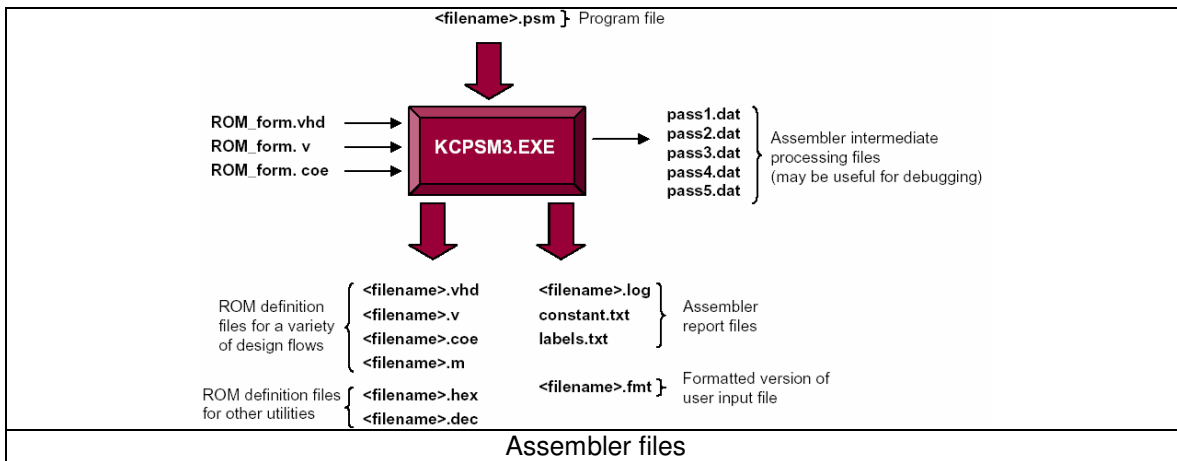 <filename>.psm } Program file
ROM_form.vhd
ROM_form. v
ROM_form. coe
KCPSM3.EXE
pass1.dat
pass2.dat
pass3.dat
pass4.dat
pass5.dat
Assembler intermediate
processing files
(may be useful for debugging)
ROM definition
files for a variety
of design flows
<filename>.vhd
<filename>.v
<filename>.coe
<filename>.m
<filename>.log
constant.txt
labels.txt
Assembler
report files
ROM definition files
for other utilities
<filename>.hex
<filename>.dec
<filename>.fmt
Formatted version of
user input file
Assembler files